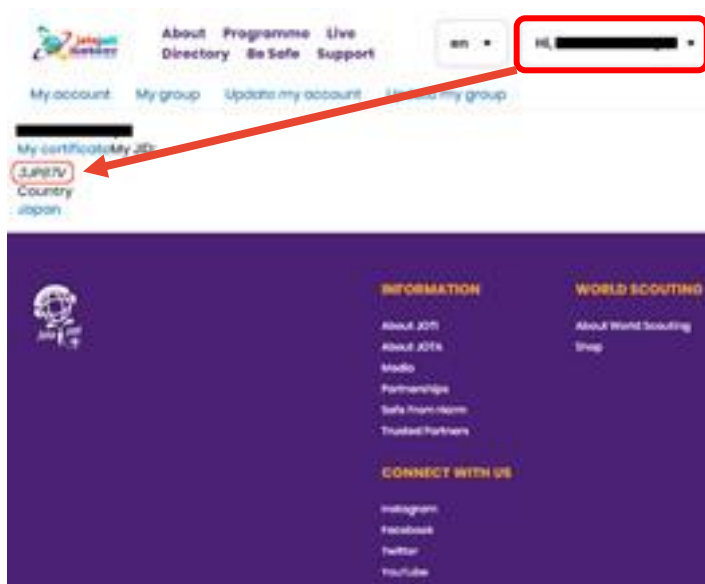 About Programme Live
Directory Be Safe Support
en
Hi,
My account My group Update my account Update my group
My certificate My JID:
Country
Japan
INFORMATION
About JOTI
About JOTA
Media
Partnerships
Safe From Harm
Trusted Partners
WORLD SCOUTING
About World Scouting
Shop
CONNECT WITH US
Instagram
Facebook
Twitter
YouTube